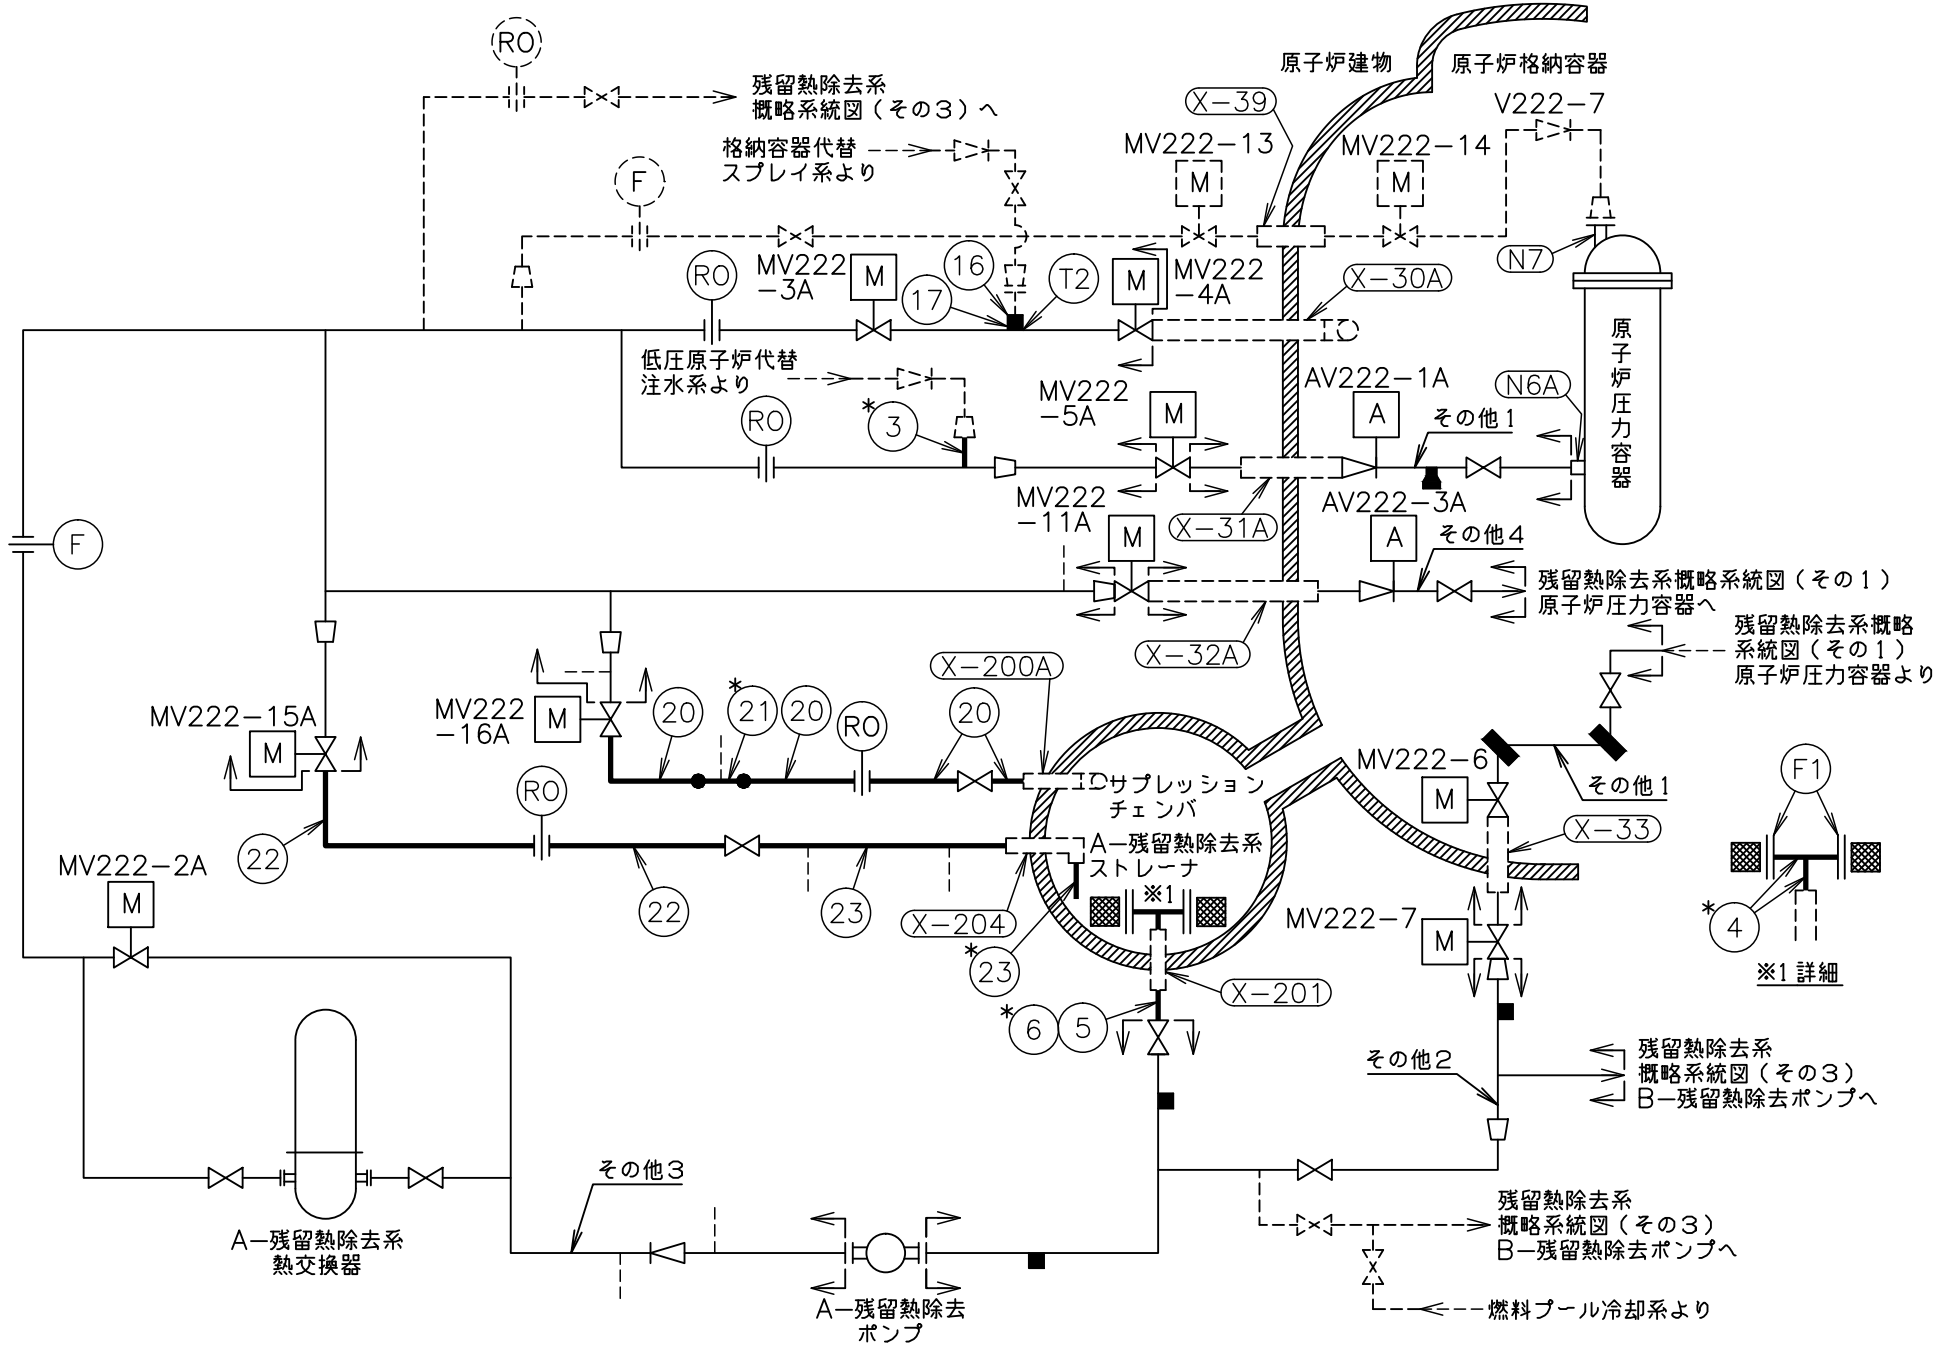 RO
残留熱除去系
概略系統図（その３）へ
格納容器代替
スプレイ系より
F
原子炉建物
原子炉格納容器
X−39
V222−7
MV222−13
M
MV222−14
M
N7
RO
MV222
−3A
M
17
16
T2
M
MV222
−4A
X−30A
低圧原子炉代替
注水系より
RO
*
3
MV222
−5A
M
AV222−1A
A
その他１
N6A
原子炉圧力容器
F
MV222
−11A
M
X−31A
AV222−3A
A
その他４
残留熱除去系概略系統図（その１）
原子炉圧力容器へ
X−32A
残留熱除去系概略
系統図（その１）
原子炉圧力容器より
MV222−15A
M
MV222
−16A
M
20
*
21
20
RO
20
X−200A
サプレッション
チェンバ
MV222−6
M
その他１
X−33
F1
*
4
※１ 詳細
22
RO
22
23
X−204
A−残留熱除去系
ストレーナ
※１
*
23
MV222−7
M
X−201
*
6
5
MV222−2A
M
その他２
残留熱除去系
概略系統図（その３）
B−残留熱除去ポンプへ
A−残留熱除去系
熱交換器
その他３
A−残留熱除去
ポンプ
残留熱除去系
概略系統図（その３）
B−残留熱除去ポンプへ
燃料プール冷却系より